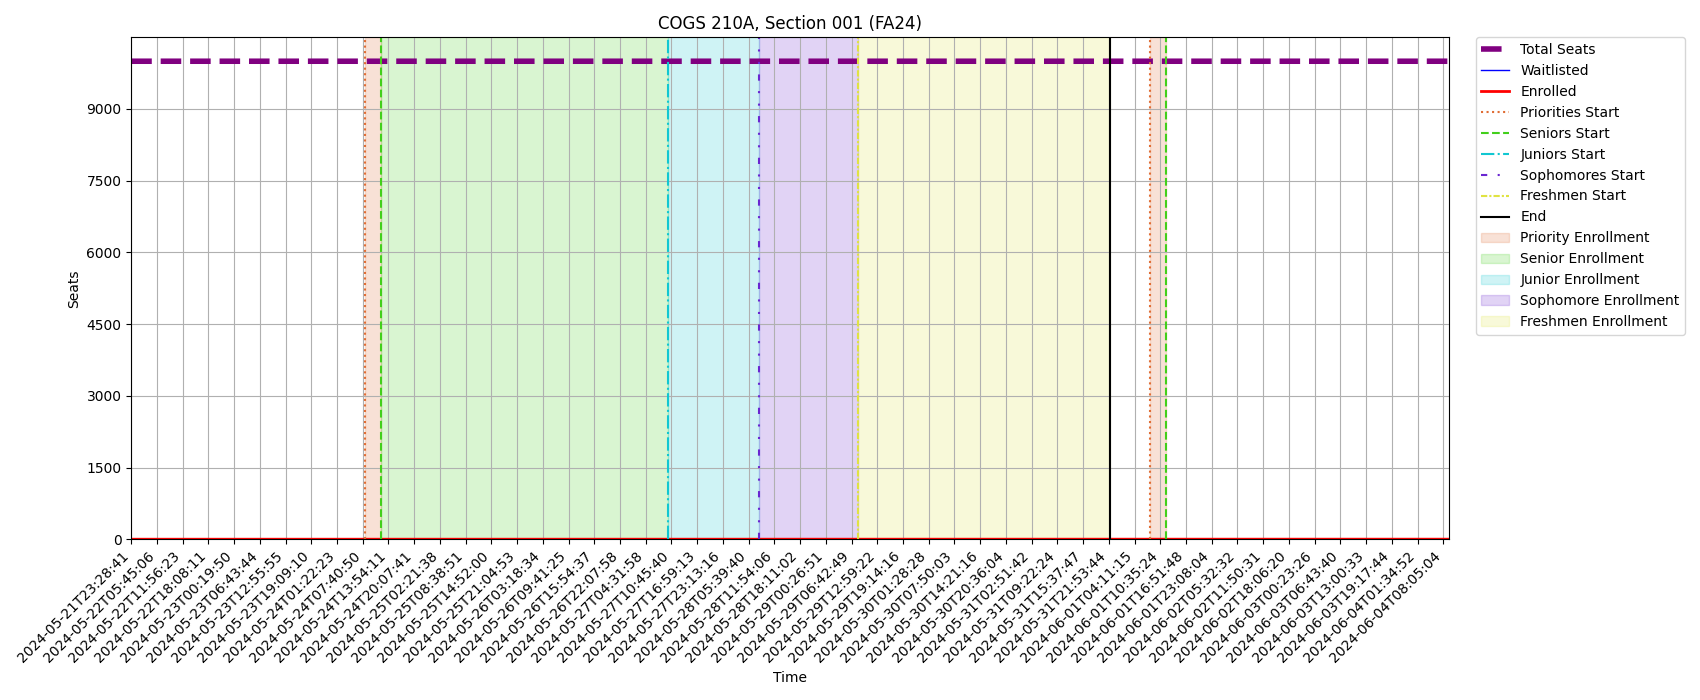 COGS 210A, Section 001 (FA24)
Total Seats
Waitlisted
Enrolled
Priorities Start
Seniors Start
Juniors Start
Sophomores Start
Freshmen Start
End
Priority Enrollment
Senior Enrollment
Junior Enrollment
Sophomore Enrollment
Freshmen Enrollment
Seats
9000
7500
6000
4500
3000
1500
0
2024-05-21T23:28:41
2024-05-22T05:45:06
2024-05-22T11:56:23
2024-05-22T18:08:11
2024-05-23T00:19:50
2024-05-23T06:43:44
2024-05-23T12:55:55
2024-05-23T19:09:10
2024-05-24T01:22:23
2024-05-24T07:40:50
2024-05-24T13:54:11
2024-05-24T20:07:41
2024-05-25T02:21:38
2024-05-25T08:38:51
2024-05-25T14:52:00
2024-05-25T21:04:53
2024-05-26T03:18:34
2024-05-26T09:41:25
2024-05-26T15:54:37
2024-05-26T22:07:58
2024-05-27T04:31:58
2024-05-27T10:45:40
2024-05-27T16:59:13
2024-05-27T23:13:16
2024-05-28T05:39:40
2024-05-28T11:54:06
2024-05-28T18:11:02
2024-05-29T00:26:51
2024-05-29T06:42:49
2024-05-29T12:59:22
2024-05-29T19:14:16
2024-05-30T01:28:28
2024-05-30T07:50:03
2024-05-30T14:21:16
2024-05-30T20:36:04
2024-05-31T02:51:42
2024-05-31T09:22:24
2024-05-31T15:37:47
2024-05-31T21:53:44
2024-06-01T04:11:15
2024-06-01T10:35:24
2024-06-01T16:51:48
2024-06-01T23:08:04
2024-06-02T05:32:32
2024-06-02T11:50:31
2024-06-02T18:06:20
2024-06-03T00:23:26
2024-06-03T06:43:40
2024-06-03T13:00:33
2024-06-03T19:17:44
2024-06-04T01:34:52
2024-06-04T08:05:04
Time